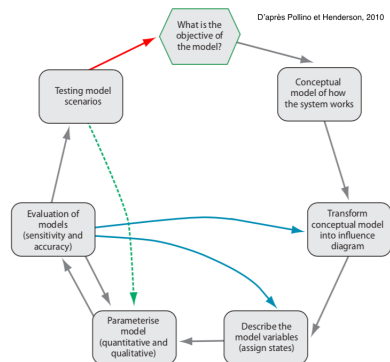 D'après Pollino et Henderson, 2010
What is the
objective of
the model?
Testing model
scenarios
Conceptual
model of how
the system works
Evaluation of
models
(sensitivity and
accuracy)
Transform
conceptual model
into influence
diagram
Parameterise
model
(quantitative and
qualitative)
Describe the
model variables
(assign states)